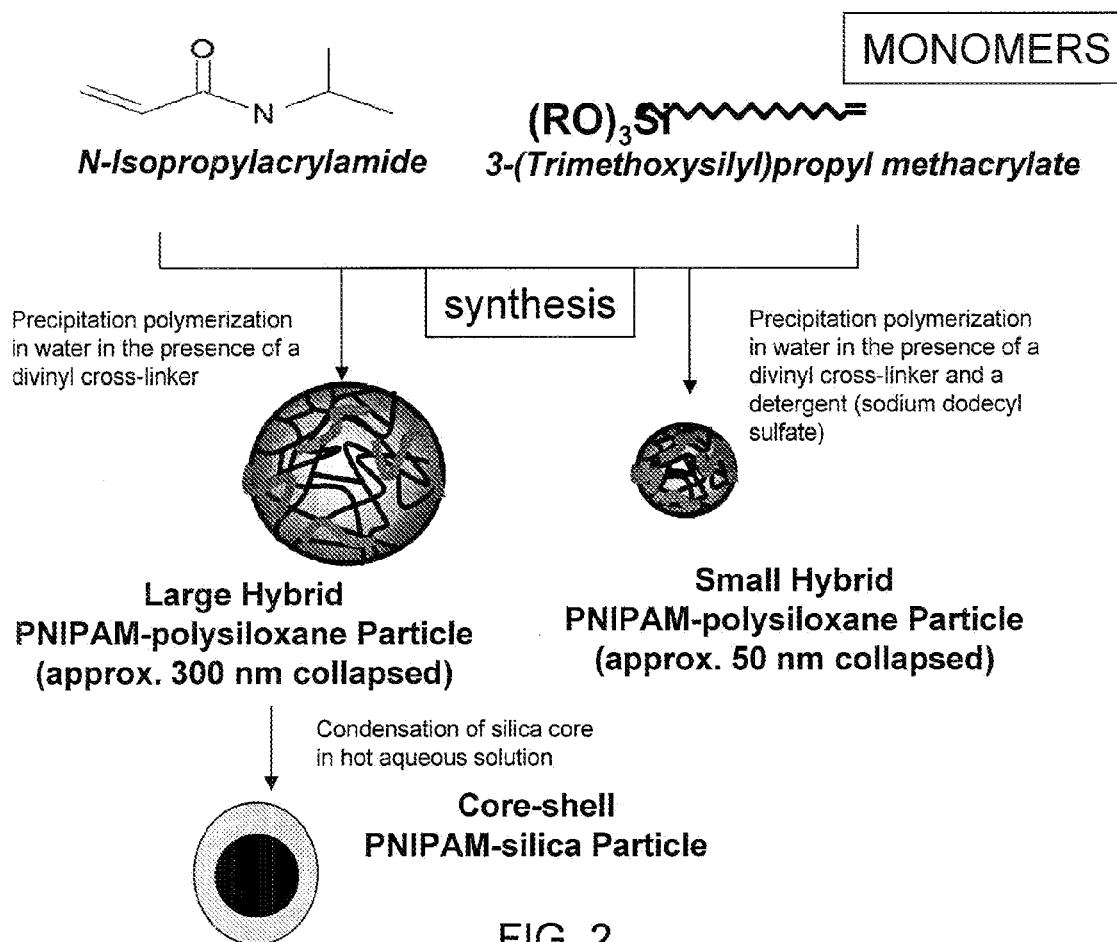 MONOMERS
O
N
(RO)3Si
=
N-Isopropylacrylamide
3-(Trimethoxysilyl)propyl methacrylate
synthesis
Precipitation polymerization
in water in the presence of a
divinyl cross-linker
Precipitation polymerization
in water in the presence of a
divinyl cross-linker and a
detergent (sodium dodecyl
sulfate)
Large Hybrid
PNIPAM-polysiloxane Particle
(approx. 300 nm collapsed)
Small Hybrid
PNIPAM-polysiloxane Particle
(approx. 50 nm collapsed)
Condensation of silica core
in hot aqueous solution
Core-shell
PNIPAM-silica Particle
FIG. 2